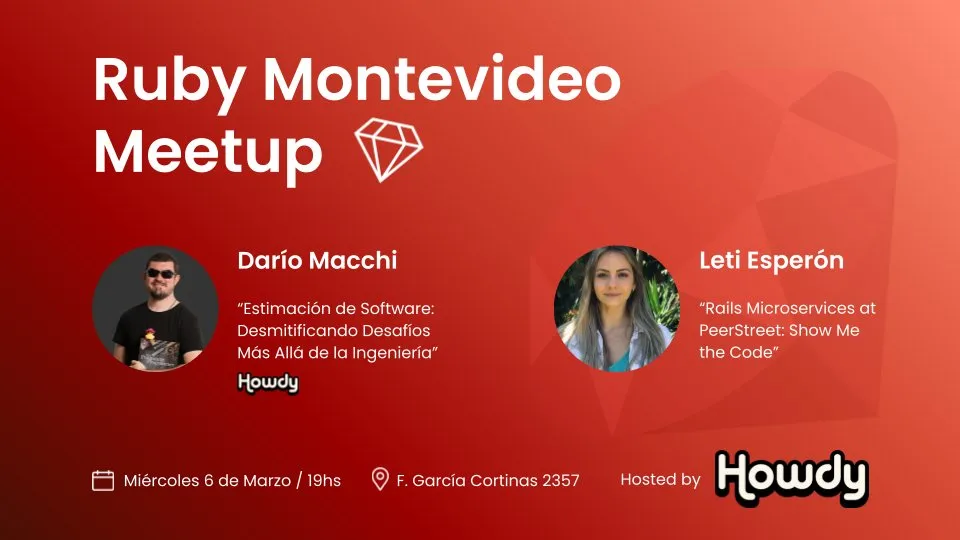 Ruby Montevideo
Meetup
Darío Macchi
“Estimación de Software:
Desmitificando Desafíos
Más Allá de la Ingeniería”
Howdy
Leti Esperón
“Rails Microservices at
PeerStreet: Show Me
the Code”
Miércoles 6 de Marzo / 19hs
F. García Cortinas 2357
Hosted by Howdy